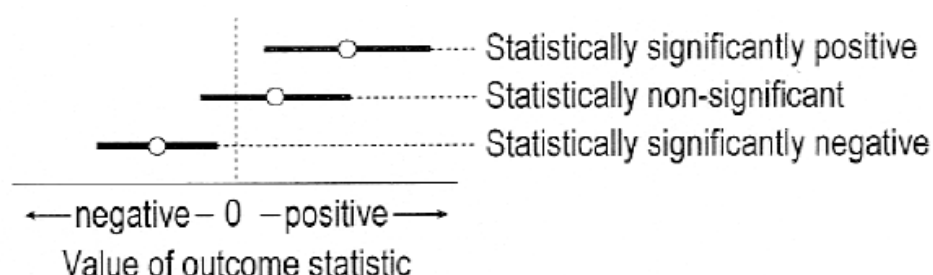 Statistically significantly positive
Statistically non-significant
Statistically significantly negative
negative – 0 – positive
Value of outcome statistic